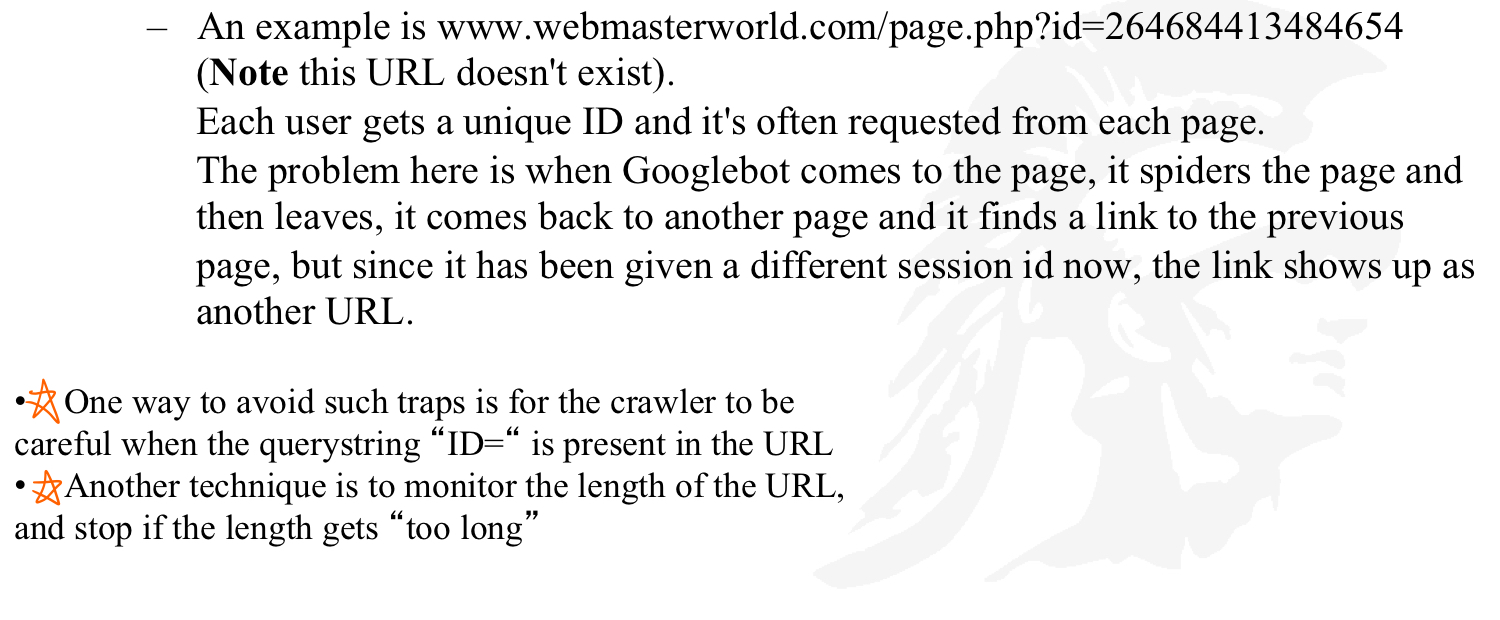 – An example is www.webmasterworld.com/page.php?id=264684413484654
(Note this URL doesn't exist).
Each user gets a unique ID and it's often requested from each page.
The problem here is when Googlebot comes to the page, it spiders the page and
then leaves, it comes back to another page and it finds a link to the previous
page, but since it has been given a different session id now, the link shows up as
another URL.
• One way to avoid such traps is for the crawler to be
careful when the querystring “ID=“ is present in the URL
• Another technique is to monitor the length of the URL,
and stop if the length gets “too long”